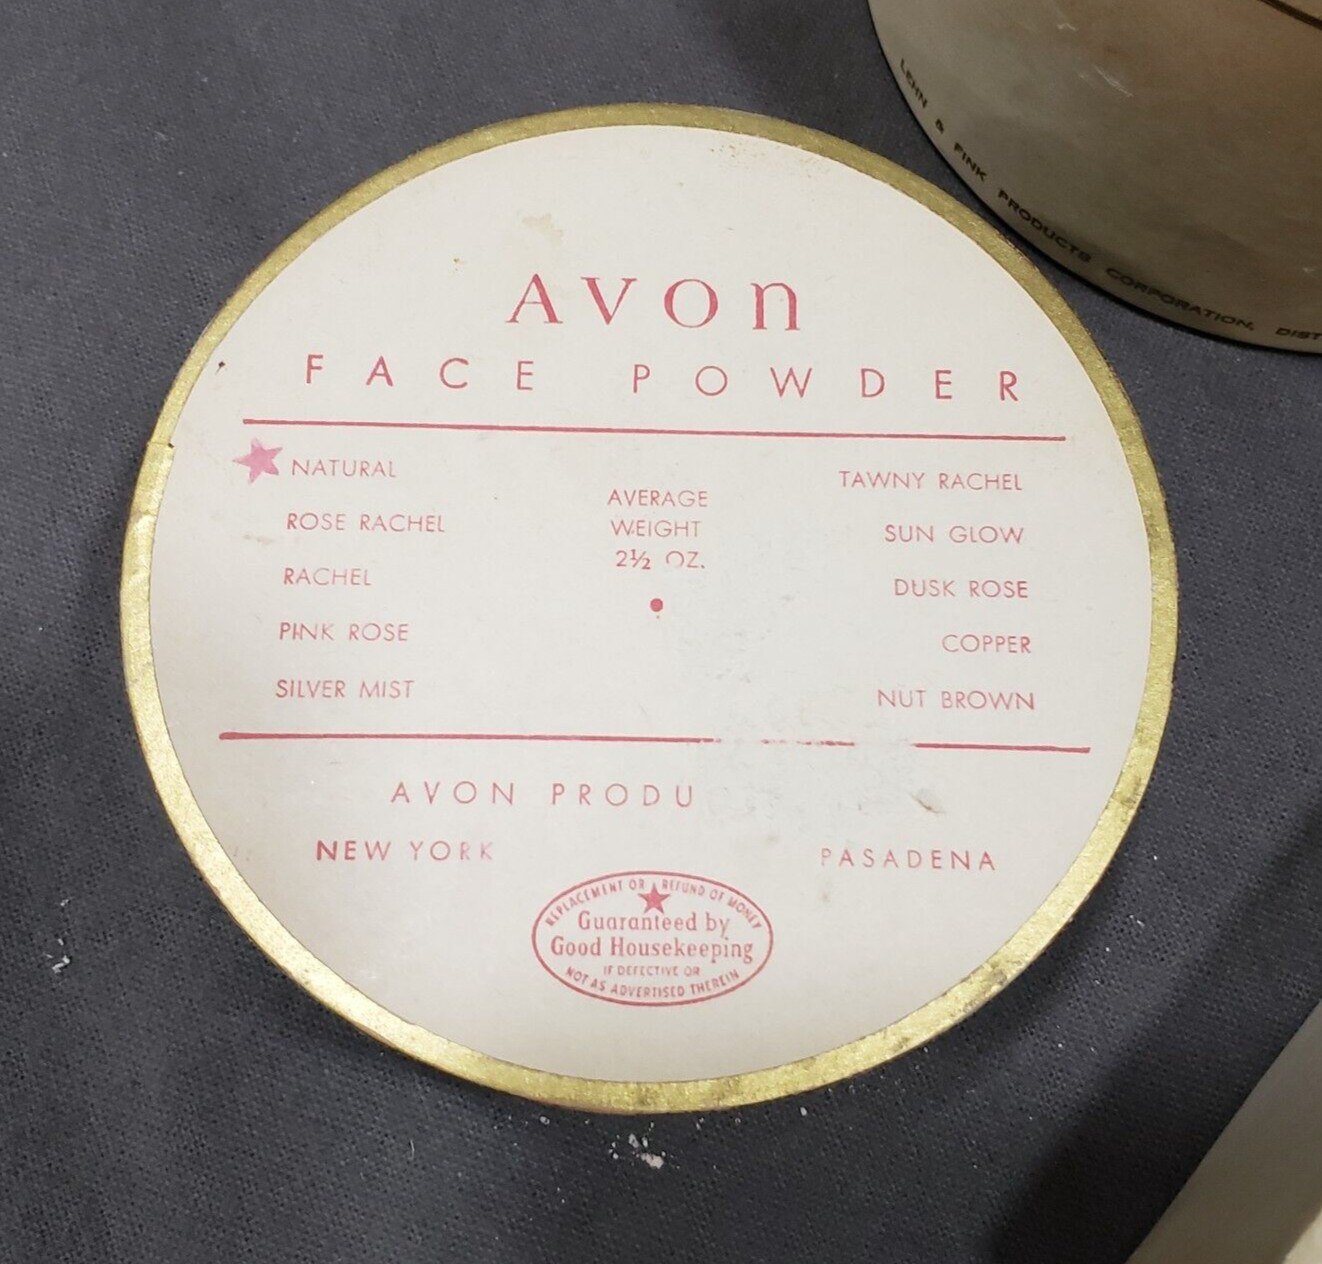 Avon
FACE POWDER
NATURAL
ROSE RACHEL
RACHEL
PINK ROSE
SILVER MIST
AVERAGE
WEIGHT
2½ OZ.
TAWNY RACHEL
SUN GLOW
DUSK ROSE
COPPER
NUT BROWN
AVON PRODU
NEW YORK
PASADENA
REPLACEMENT OR REFUND OF MONEY
Guaranteed by
Good Housekeeping
IF DEFECTIVE OR
NOT AS ADVERTISED THEREIN
LEHN & FINK PRODUCTS CORPORATION, DIST